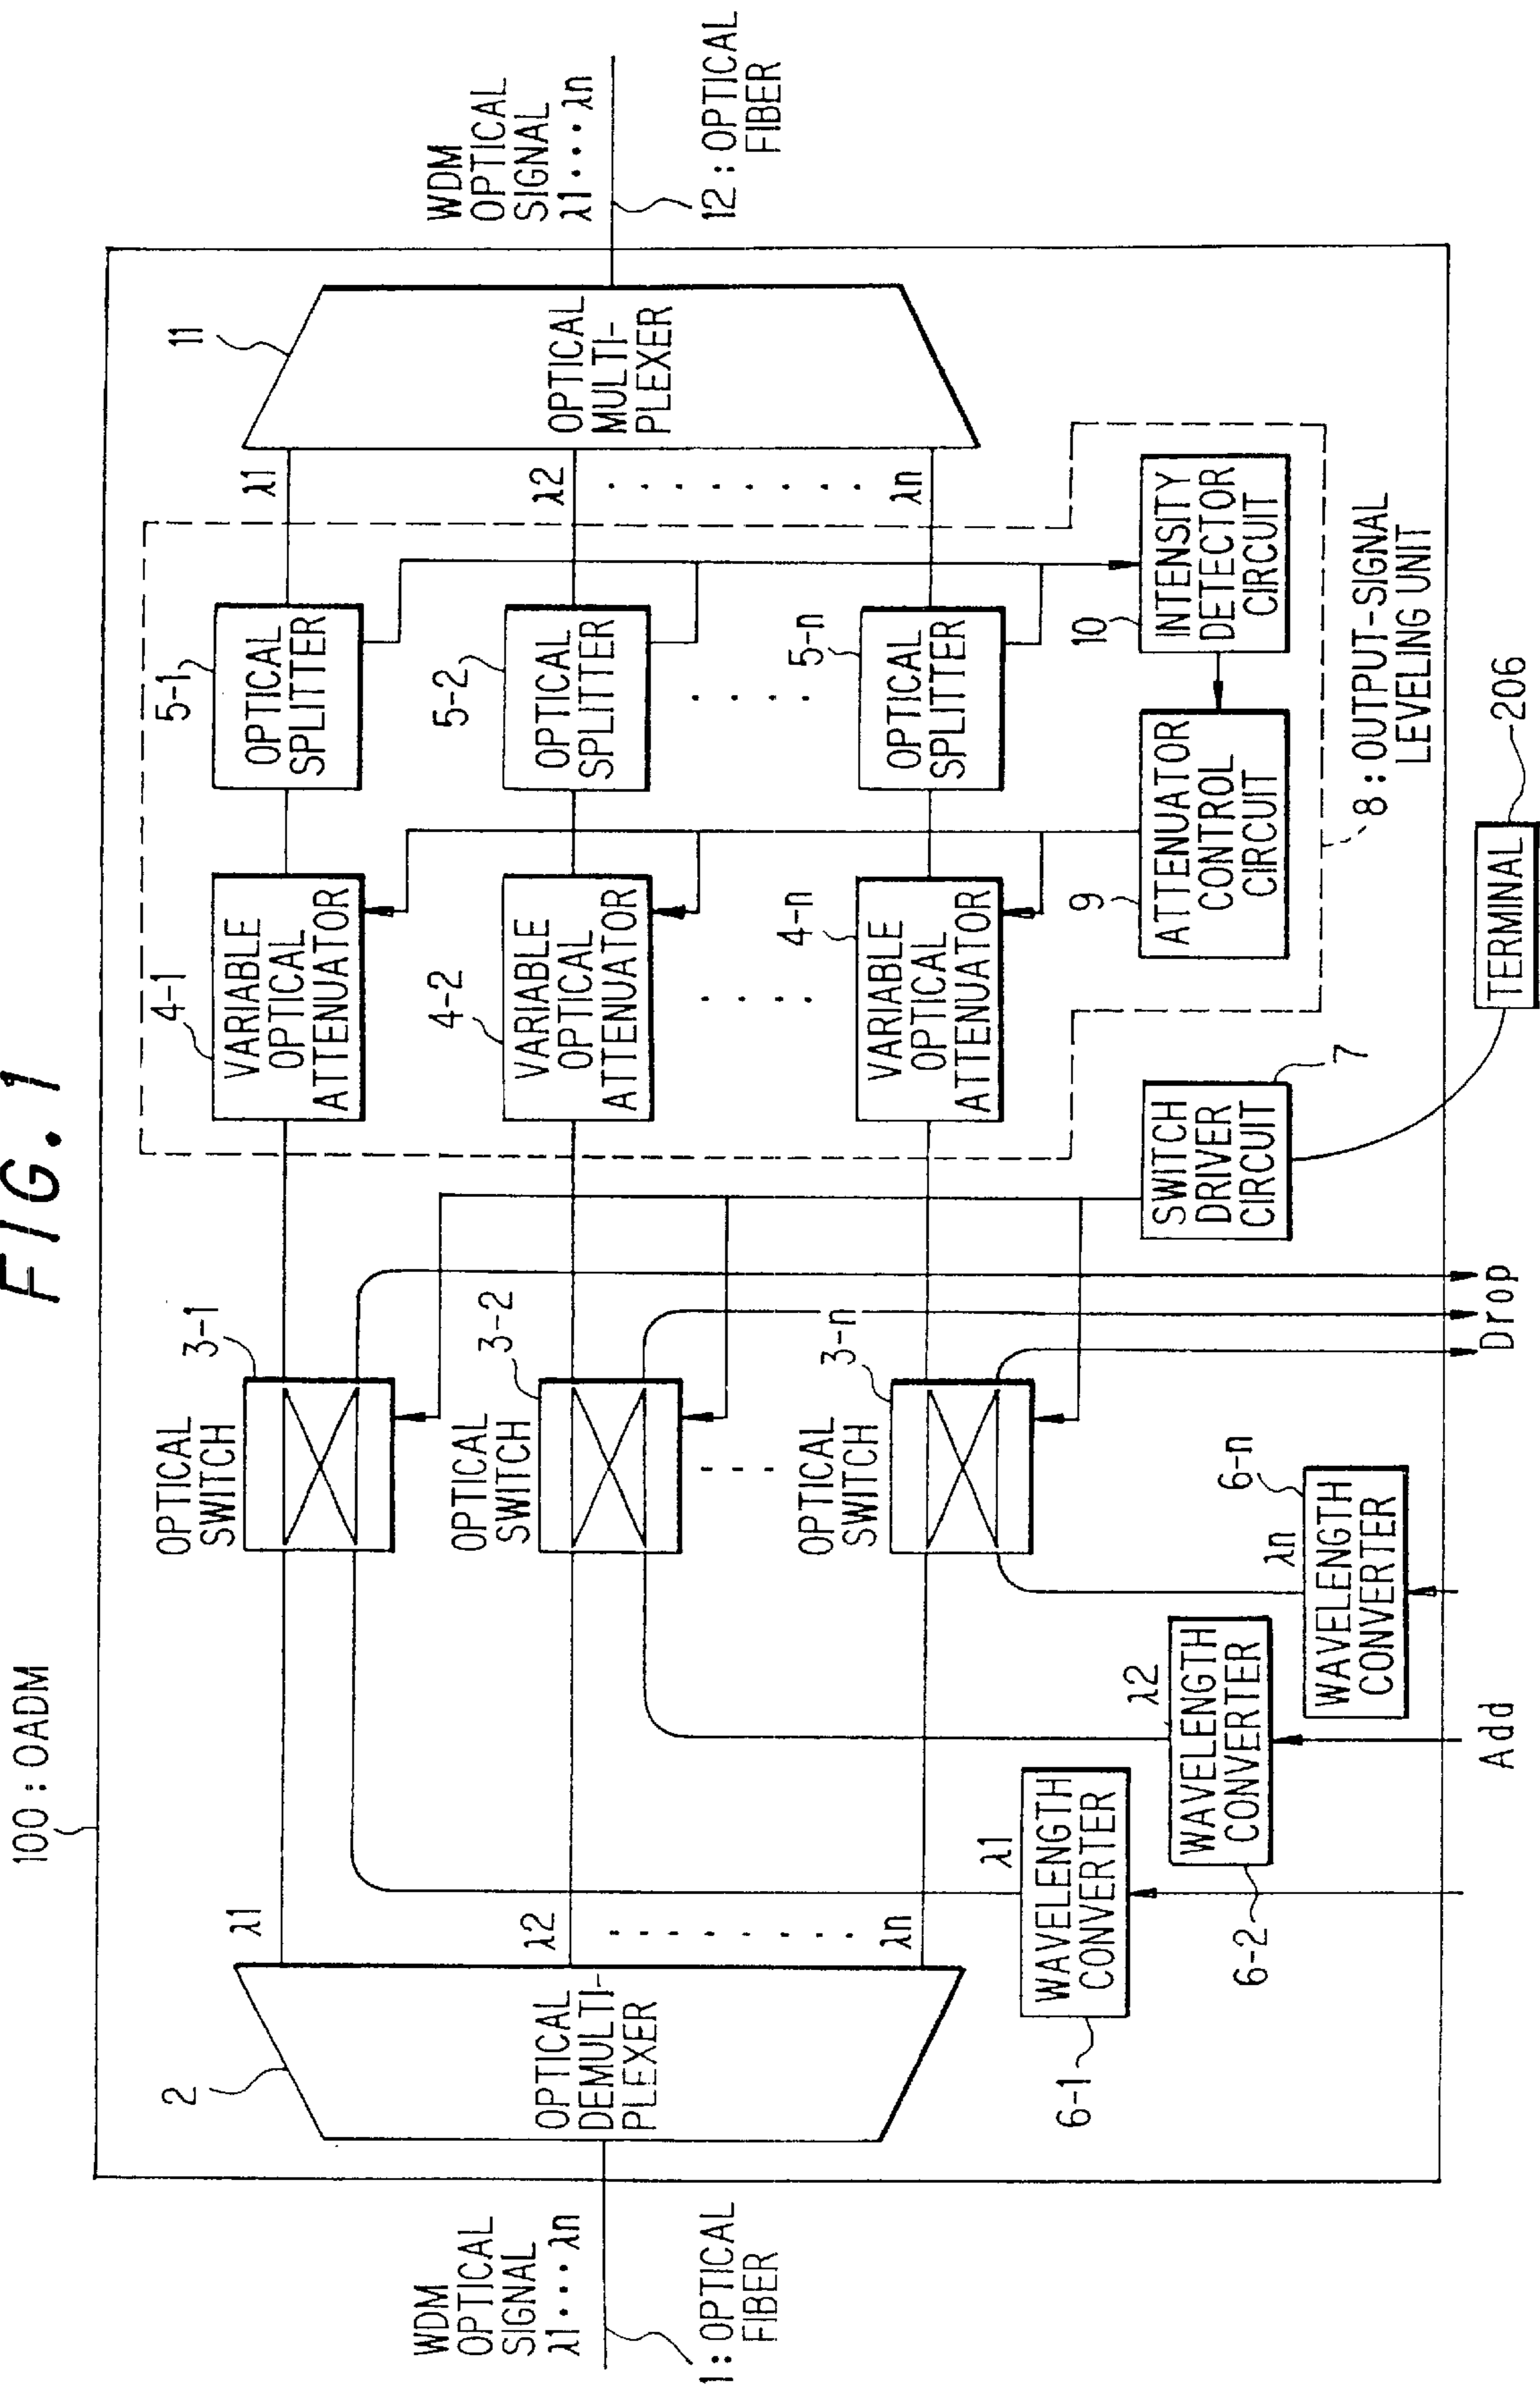 FIG. 1
100 : OADM
WDM
OPTICAL
SIGNAL
λ1 · · · · λn
1 : OPTICAL
FIBER
2
OPTICAL
DEMULTI-
PLEXER
λ1
λ2
λn
OPTICAL
SWITCH
3-1
OPTICAL
SWITCH
3-2
OPTICAL
SWITCH
3-n
6-1
WAVELENGTH
CONVERTER
λ1
6-2
WAVELENGTH
CONVERTER
λ2
6-n
WAVELENGTH
CONVERTER
λn
Add
Drop
SWITCH
DRIVER
CIRCUIT
7
TERMINAL
206
4-1
VARIABLE
OPTICAL
ATTENUATOR
4-2
VARIABLE
OPTICAL
ATTENUATOR
4-n
VARIABLE
OPTICAL
ATTENUATOR
5-1
OPTICAL
SPLITTER
5-2
OPTICAL
SPLITTER
5-n
OPTICAL
SPLITTER
9
ATTENUATOR
CONTROL
CIRCUIT
10
INTENSITY
DETECTOR
CIRCUIT
8 : OUTPUT-SIGNAL
LEVELING UNIT
λ1
λ2
λn
11
OPTICAL
MULTI-
PLEXER
WDM
OPTICAL
SIGNAL
λ1 · · · · λn
12 : OPTICAL
FIBER